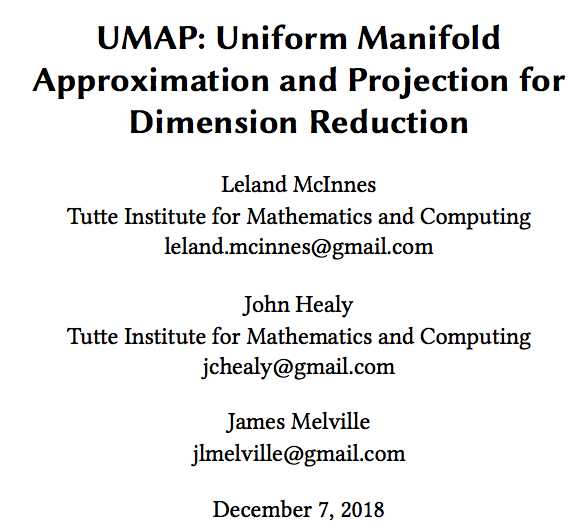 UMAP: Uniform Manifold
Approximation and Projection for
Dimension Reduction
Leland McInnes
Tutte Institute for Mathematics and Computing
leland.mcinnes@gmail.com
John Healy
Tutte Institute for Mathematics and Computing
jchealy@gmail.com
James Melville
jlmelville@gmail.com
December 7, 2018